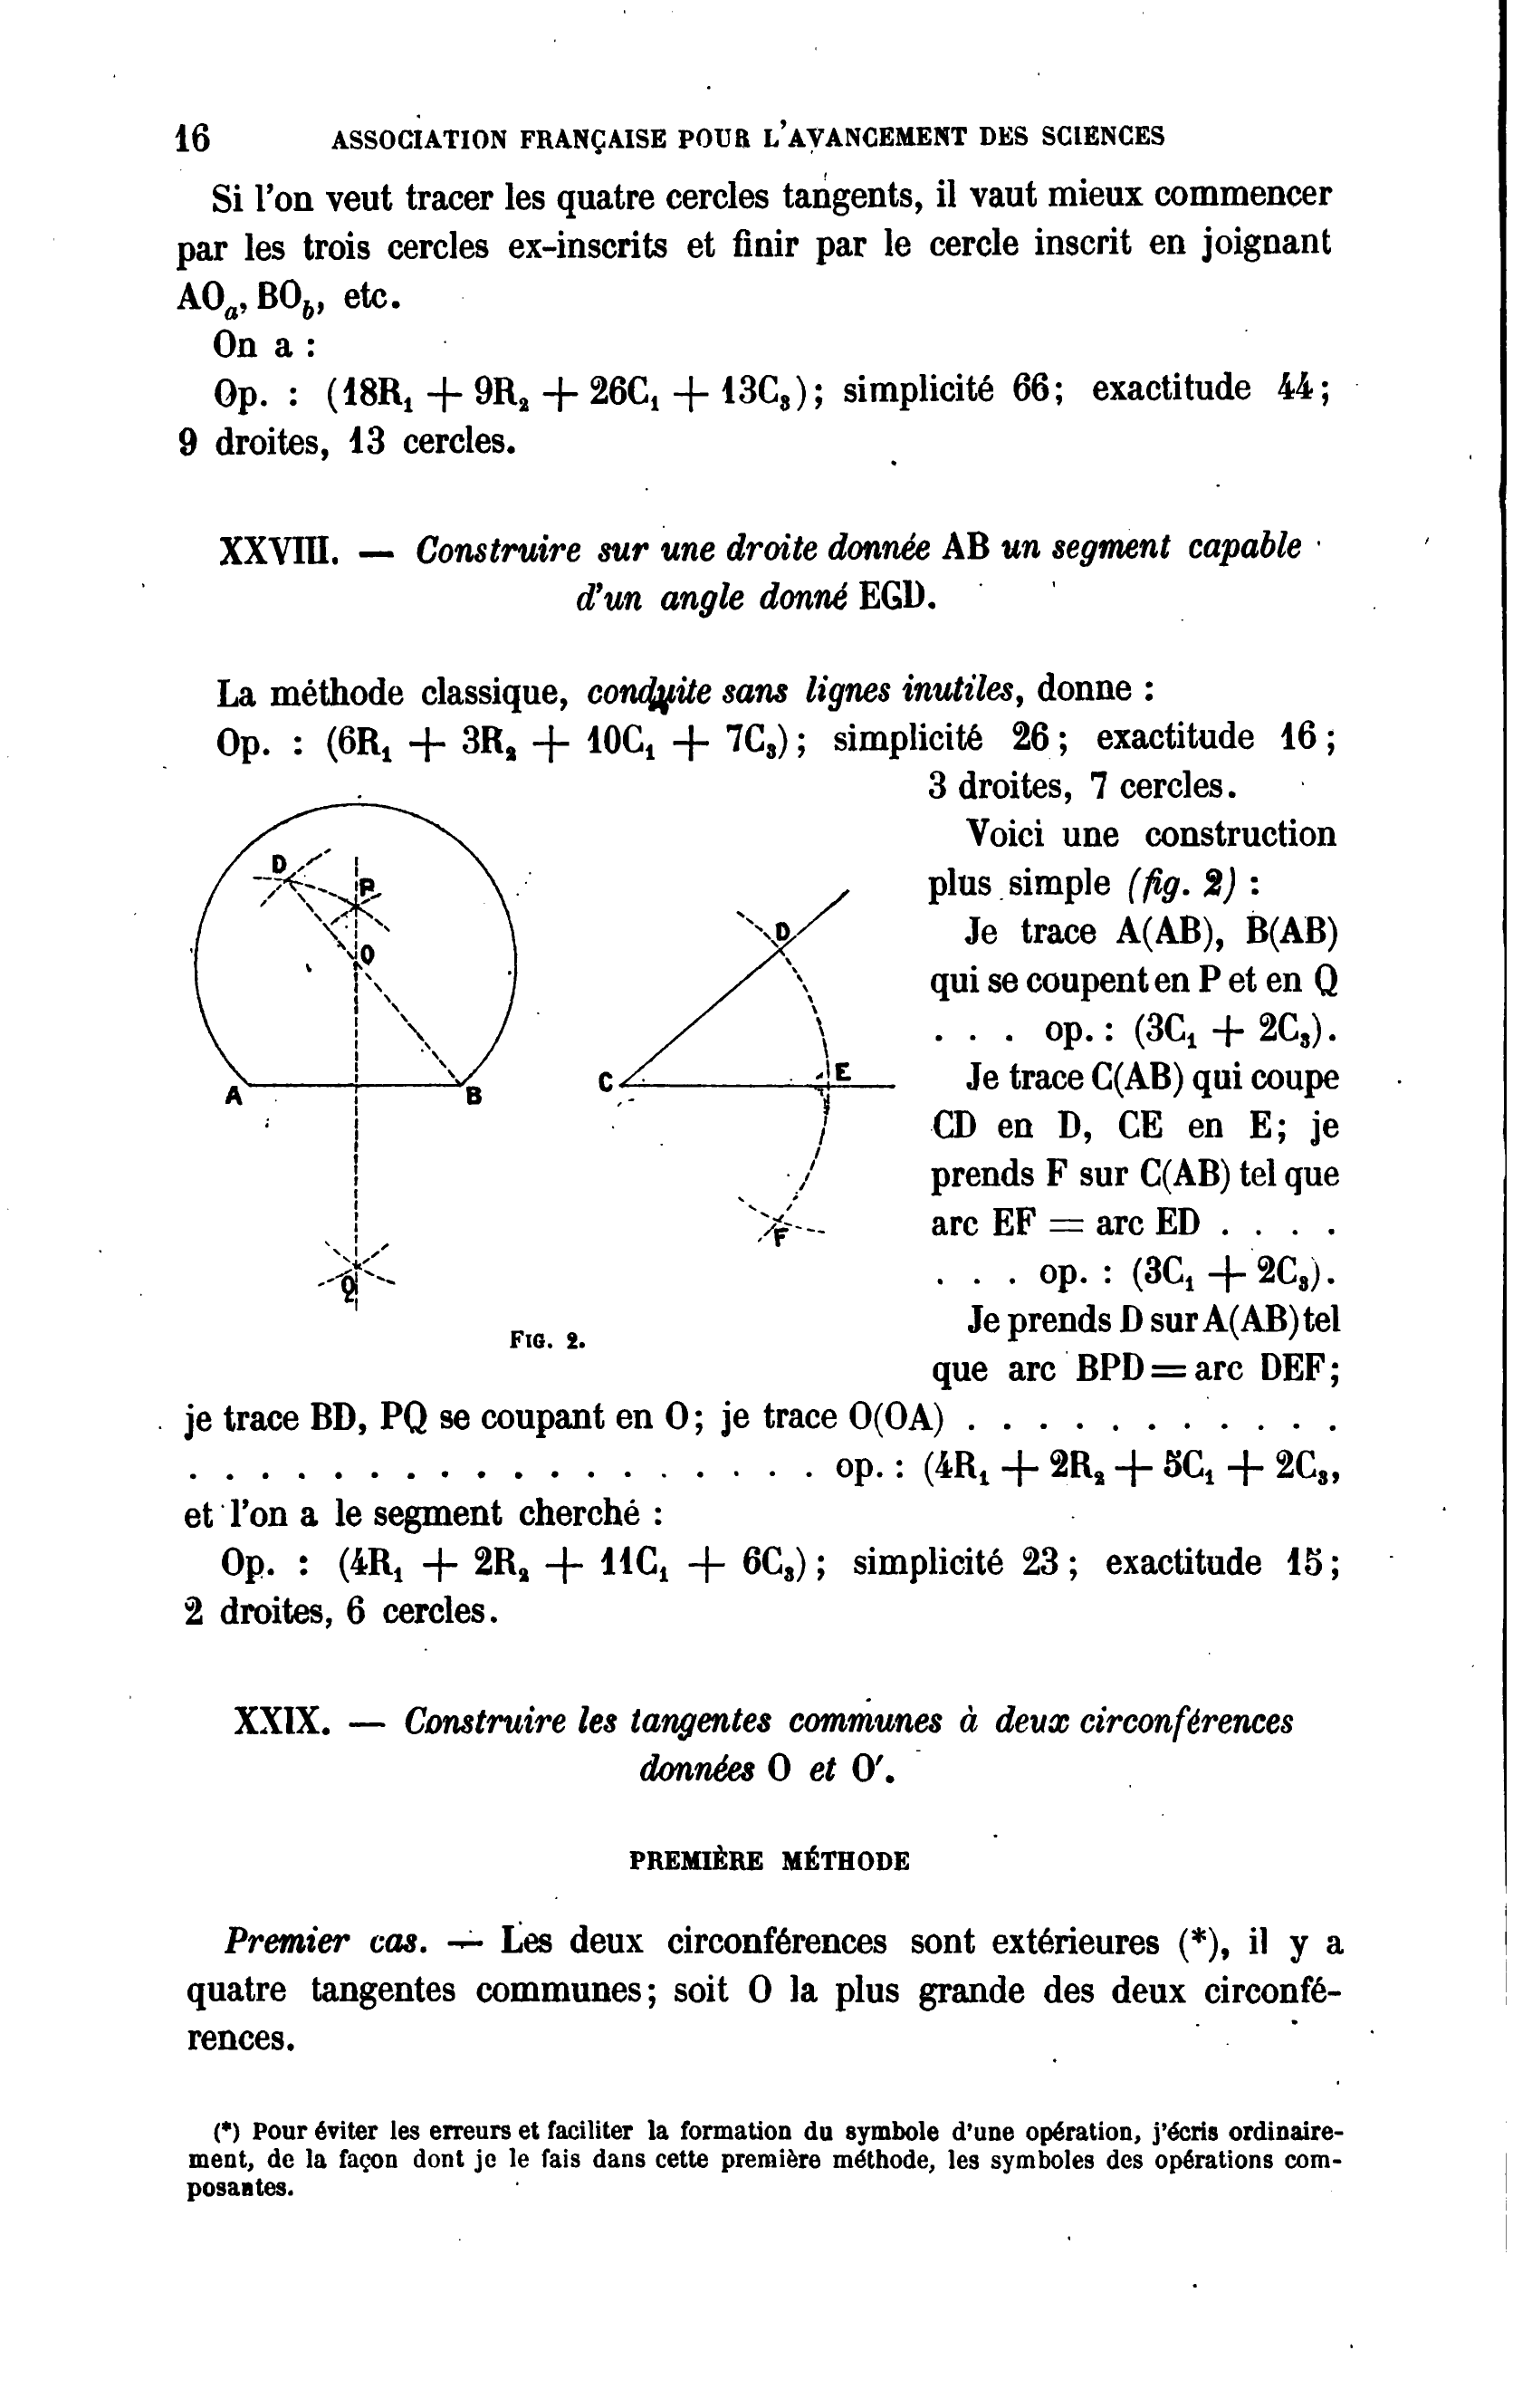 16 ASSOCIATION FRANÇAISE POUR L'AVANCEMENT DES SCIENCES
Si l'on veut tracer les quatre cercles tangents, il vaut mieux commencer
par les trois cercles ex-inscrits et finir par le cercle inscrit en joignant
AOₐ, BO_b, etc.
On a :
Op. : (18R₁ + 9R₂ + 26C₁ + 13C₃); simplicité 66; exactitude 44;
9 droites, 13 cercles.
XXVIII. — Construire sur une droite donnée AB un segment capable
d'un angle donné EGD.
La méthode classique, conduite sans lignes inutiles, donne :
Op. : (6R₁ + 3R₂ + 10C₁ + 7C₃); simplicité 26; exactitude 16;
3 droites, 7 cercles.
Voici une construction
plus simple (fig. 2) :
Je trace A(AB), B(AB)
qui se coupent en P et en Q
. . . op. : (3C₁ + 2C₃).
Je trace C(AB) qui coupe
CD en D, CE en E; je
prends F sur C(AB) tel que
arc EF = arc ED . . . .
. . . op. : (3C₁ + 2C₃).
Je prends D sur A(AB) tel
que arc BPD = arc DEF;
D
P
O
A
B
Q
D
C
E
F
FIG. 2.
je trace BD, PQ se coupant en O; je trace O(OA) . . . . . . . . . . .
. . . . . . . . . . . . . . . . . . op. : (4R₁ + 2R₂ + 5C₁ + 2C₃,
et l'on a le segment cherché :
Op. : (4R₁ + 2R₂ + 11C₁ + 6C₃); simplicité 23; exactitude 15;
2 droites, 6 cercles.
XXIX. — Construire les tangentes communes à deux circonférences
données O et O'.
PREMIÈRE MÉTHODE
Premier cas. — Les deux circonférences sont extérieures (*), il y a
quatre tangentes communes; soit O la plus grande des deux circonfé-
rences.
(*) Pour éviter les erreurs et faciliter la formation du symbole d'une opération, j'écris ordinaire-
ment, de la façon dont je le fais dans cette première méthode, les symboles des opérations com-
posantes.